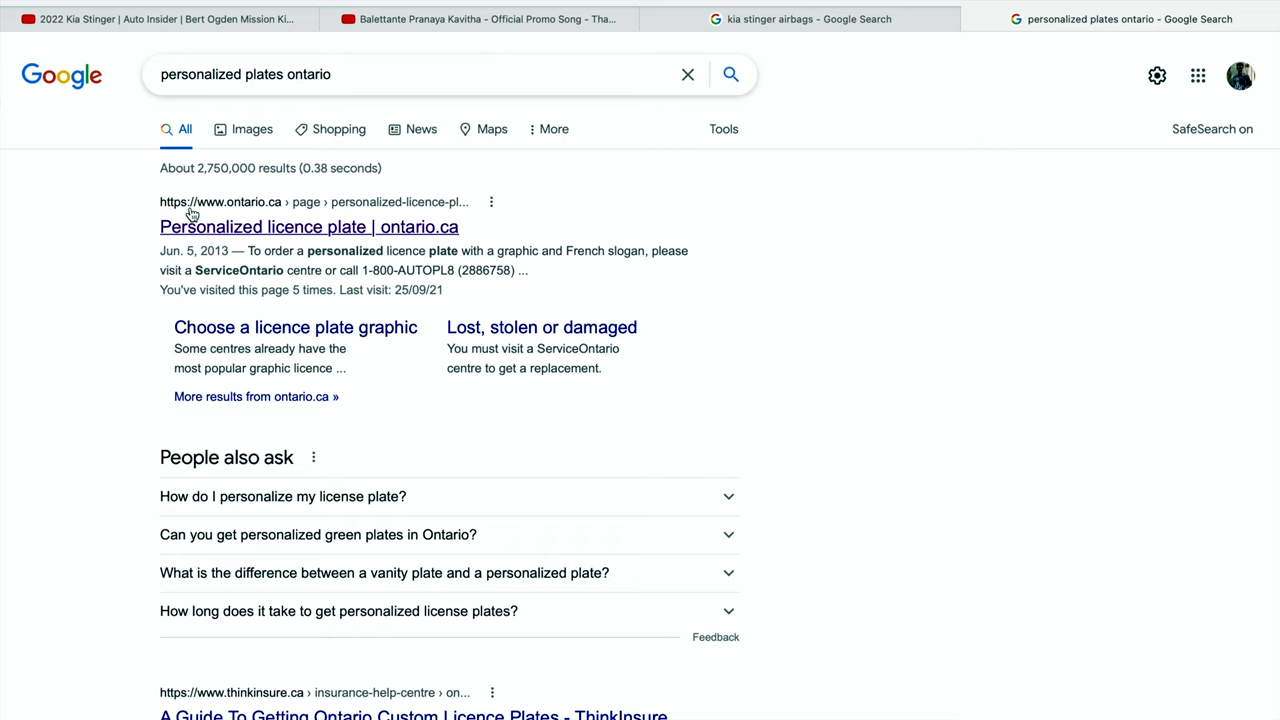 2022 Kia Stinger | Auto Insider | Bert Ogden Mission Ki...
Balettante Pranaya Kavitha - Official Promo Song - Tha...
kia stinger airbags - Google Search
personalized plates ontario - Google Search
Google
personalized plates ontario
All
Images
Shopping
News
Maps
More
Tools
SafeSearch on
About 2,750,000 results (0.38 seconds)
https://www.ontario.ca › page › personalized-licence-pl...
Personalized licence plate | ontario.ca
Jun. 5, 2013 — To order a personalized licence plate with a graphic and French slogan, please
visit a ServiceOntario centre or call 1-800-AUTOPL8 (2886758) ...
You've visited this page 5 times. Last visit: 25/09/21
Choose a licence plate graphic
Some centres already have the
most popular graphic licence ...
Lost, stolen or damaged
You must visit a ServiceOntario
centre to get a replacement.
More results from ontario.ca »
People also ask
How do I personalize my license plate?
Can you get personalized green plates in Ontario?
What is the difference between a vanity plate and a personalized plate?
How long does it take to get personalized license plates?
Feedback
https://www.thinkinsure.ca › insurance-help-centre › on...
A Guide To Getting Ontario Custom Licence Plates - ThinkInsure